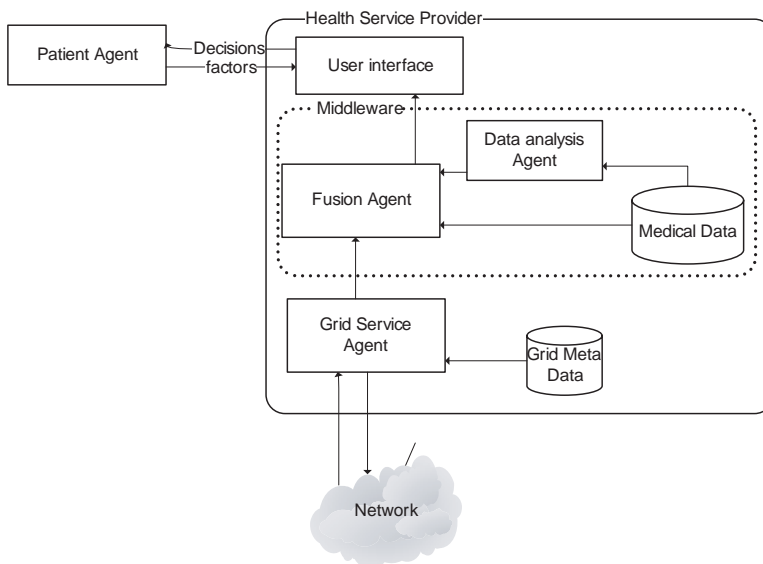 Health Service Provider
Patient Agent
Decisions
factors
User interface
Middleware
Data analysis
Agent
Fusion Agent
Medical Data
Grid Service
Agent
Grid Meta
Data
Network